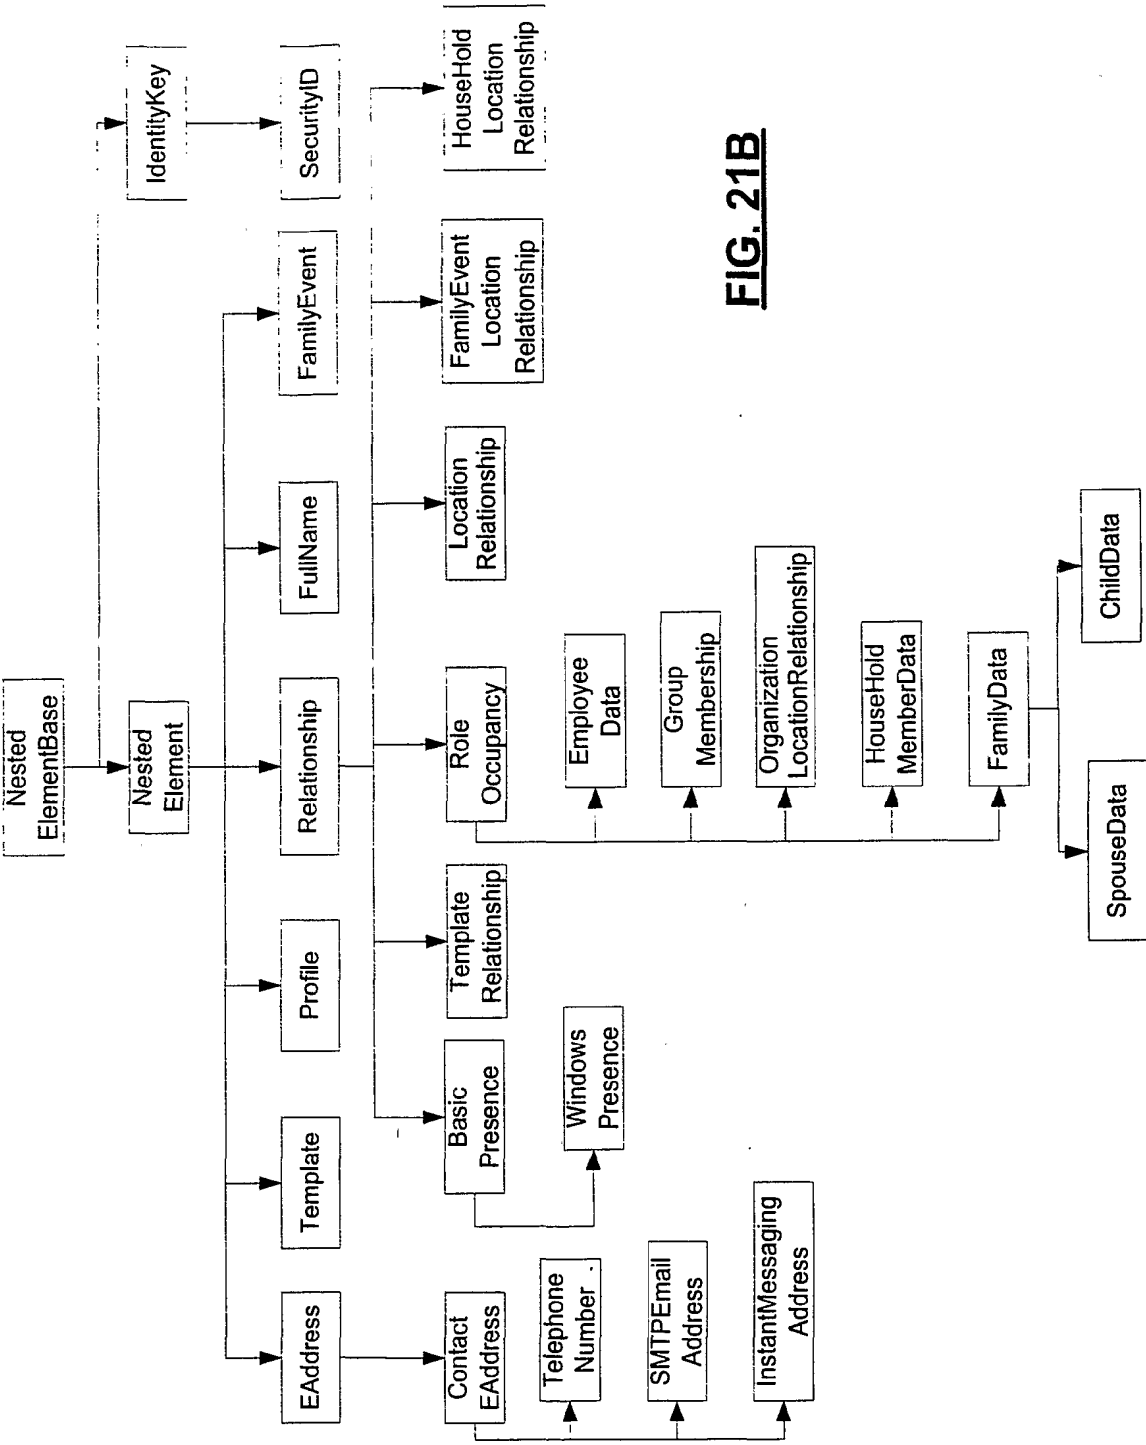 Nested
ElementBase
Nested
Element
IdentityKey
EAddress
Template
Profile
Relationship
FullName
FamilyEvent
SecurityID
Contact
EAddress
Basic
Presence
Template
Relationship
Role
Occupancy
Location
Relationship
FamilyEvent
Location
Relationship
HouseHold
Location
Relationship
Telephone
Number
SMTPEmail
Address
InstantMessaging
Address
Windows
Presence
Employee
Data
Group
Membership
Organization
LocationRelationship
HouseHold
MemberData
FamilyData
SpouseData
ChildData
FIG. 21B